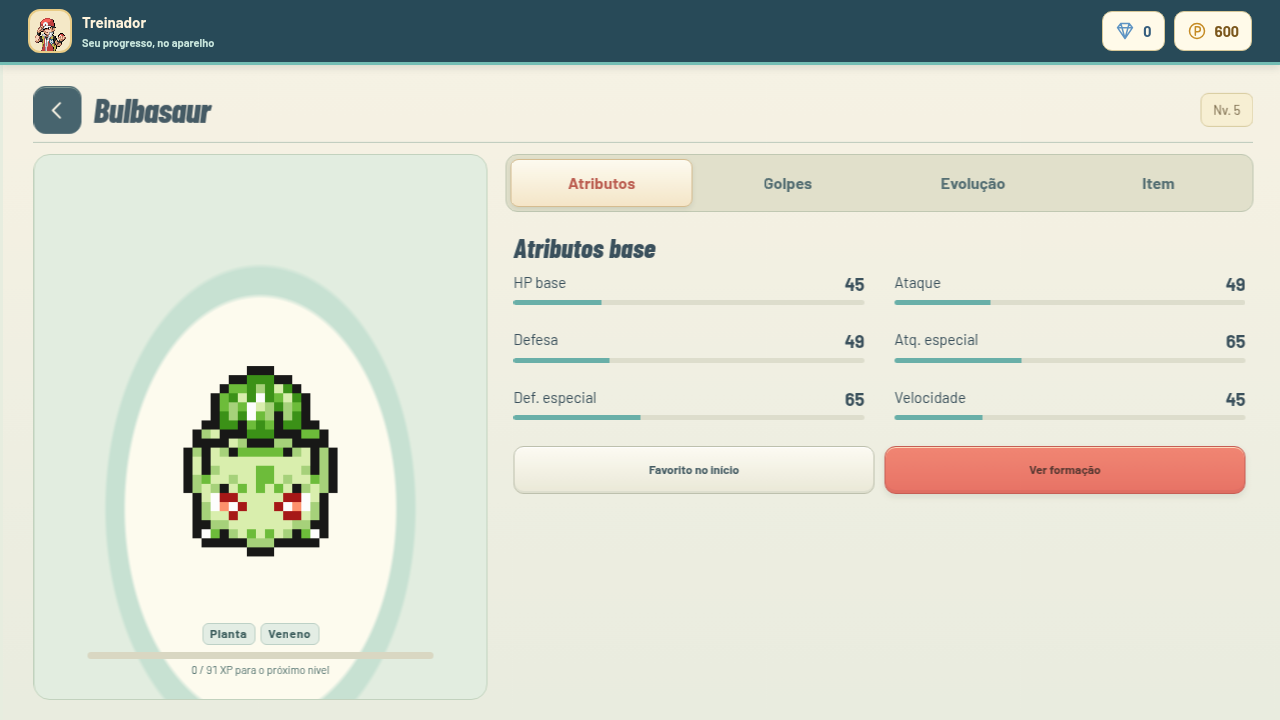 Treinador
Seu progresso, no aparelho
0
600
Bulbasaur
Nv. 5
Atributos
Golpes
Evolução
Item
Atributos base
HP base 45
Ataque 49
Defesa 49
Atq. especial 65
Def. especial 65
Velocidade 45
Favorito no início
Ver formação
Planta
Veneno
0 / 91 XP para o próximo nível